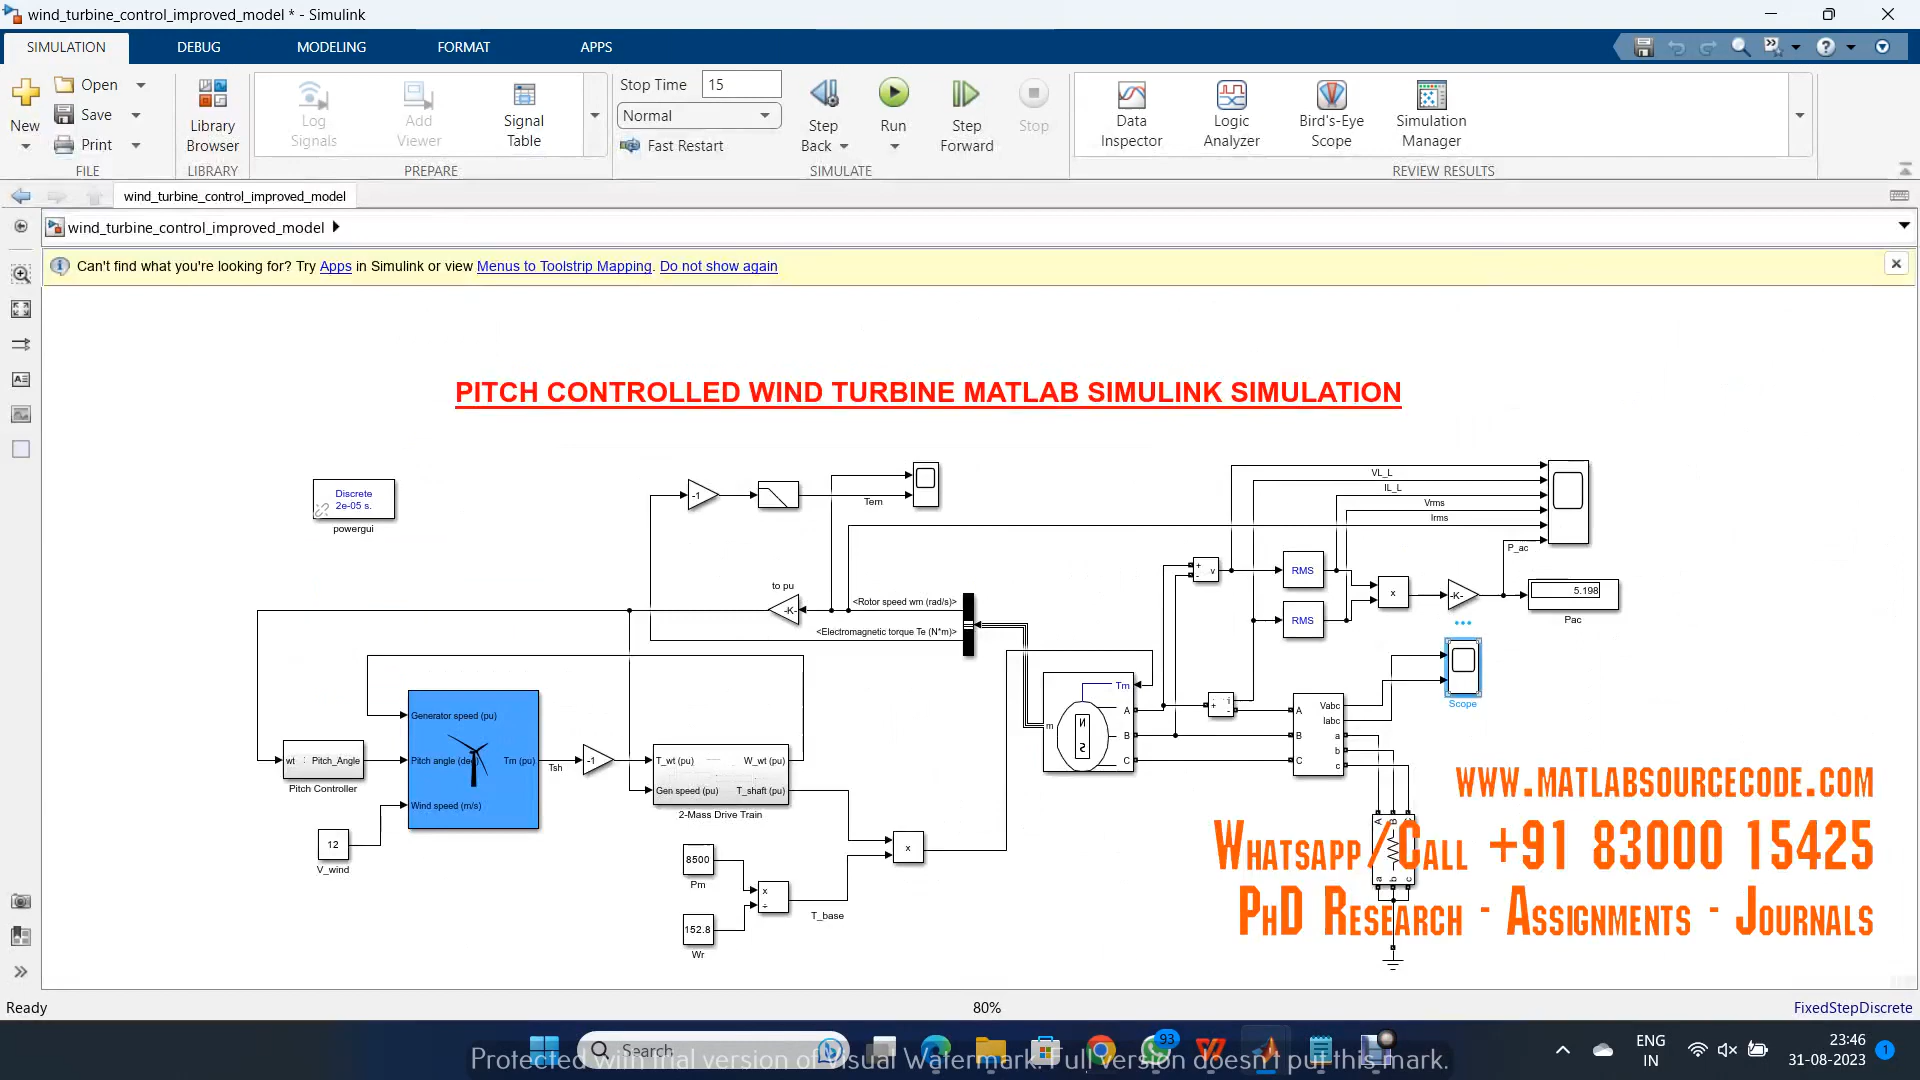 wind_turbine_control_improved_model * - Simulink
SIMULATION
DEBUG
MODELING
FORMAT
APPS
New
Open
Save
Print
FILE
Library
Browser
LIBRARY
Log
Signals
Add
Viewer
Signal
Table
PREPARE
Stop Time 15
Normal
Fast Restart
Step
Back
Run
Step
Forward
Stop
SIMULATE
Data
Inspector
Logic
Analyzer
Bird's-Eye
Scope
Simulation
Manager
REVIEW RESULTS
wind_turbine_control_improved_model
wind_turbine_control_improved_model
Can't find what you're looking for? Try Apps in Simulink or view Menus to Toolstrip Mapping. Do not show again
PITCH CONTROLLED WIND TURBINE MATLAB SIMULINK SIMULATION
Discrete
2e-05 s.
powergui
-1
Tem
VL_L
IL_L
Vrms
Irms
P_ac
to pu
-K-
<Rotor speed wm (rad/s)>
<Electromagnetic torque Te (N*m)>
+
-
v
RMS
RMS
x
-K-
5.198
Pac
Scope
Generator speed (pu)
Pitch angle (deg)
Wind speed (m/s)
Tm (pu)
Tsh
wt
Pitch_Angle
Pitch Controller
12
V_wind
-1
T_wt (pu)
W_wt (pu)
Gen speed (pu)
T_shaft (pu)
2-Mass Drive Train
8500
Pm
152.8
Wr
x
÷
T_base
x
Tm
m
N
S
A
B
C
+
i
-
A
B
C
Vabc
Iabc
a
b
c
A
B
a
b
c
www.matlabsourcecode.com
Whatsapp/Call +91 83000 15425
PhD Research - Assignments - Journals
Ready
80%
FixedStepDiscrete
Search
93
ENG
IN
23:46
31-08-2023
1
Protected with trial version of Visual Watermark. Full version doesn't put this mark.